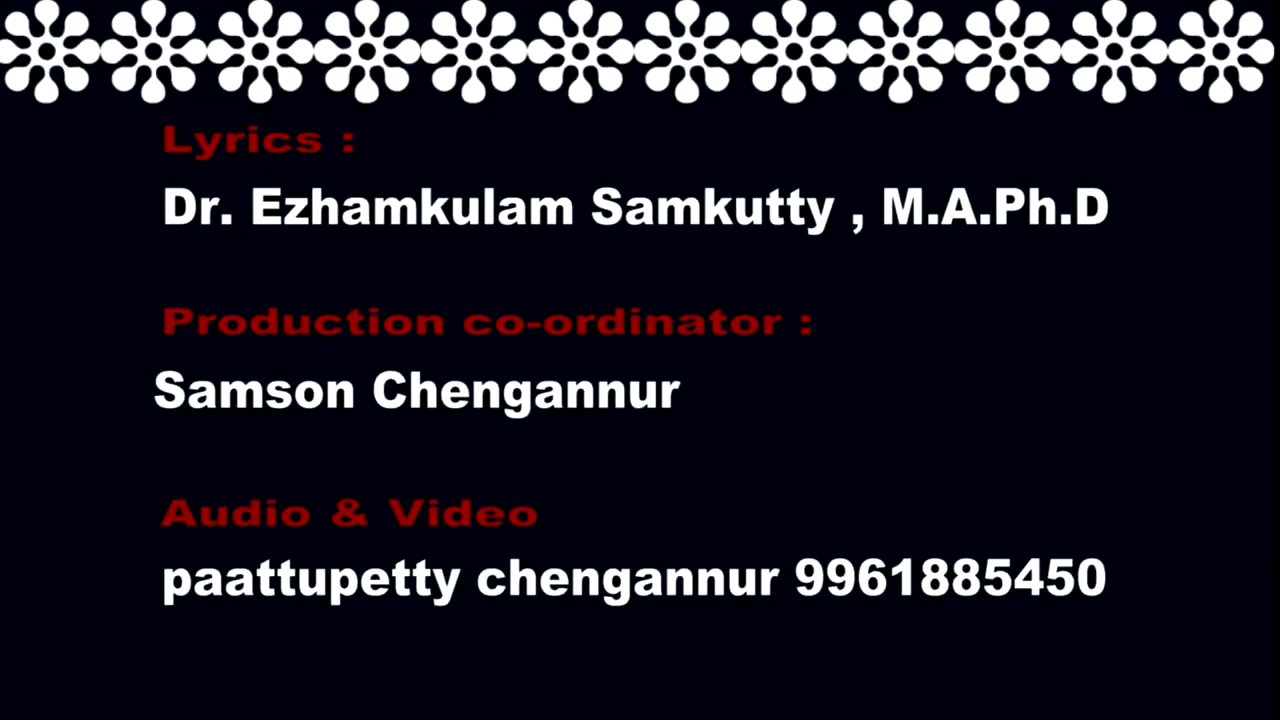 Lyrics :
Dr. Ezhamkulam Samkutty , M.A.Ph.D
Production co-ordinator :
Samson Chengannur
Audio & Video
paattupetty chengannur 9961885450